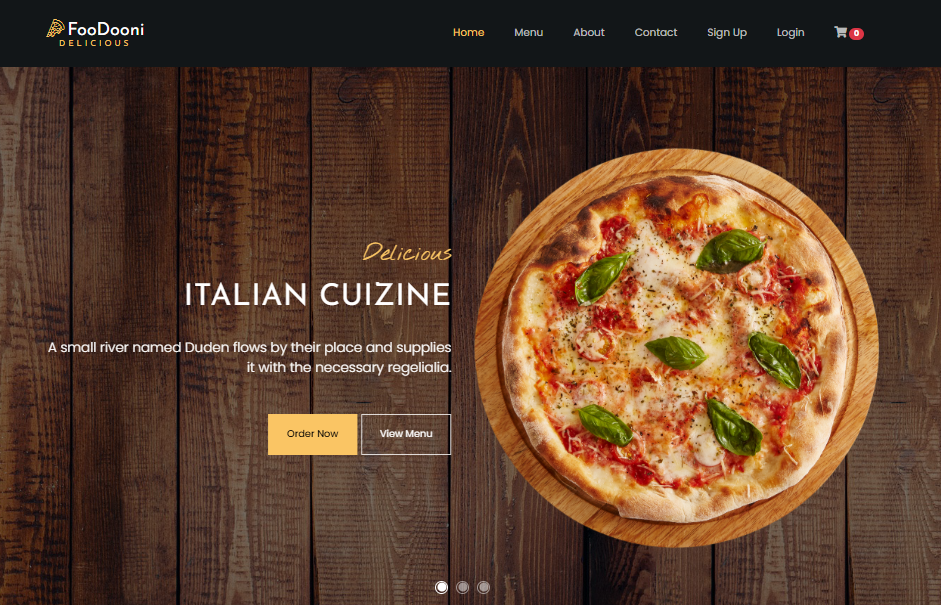 FooDooni
DELICIOUS
Home Menu About Contact Sign Up Login 0
Delicious
ITALIAN CUIZINE
A small river named Duden flows by their place and supplies
it with the necessary regelialia.
Order Now View Menu